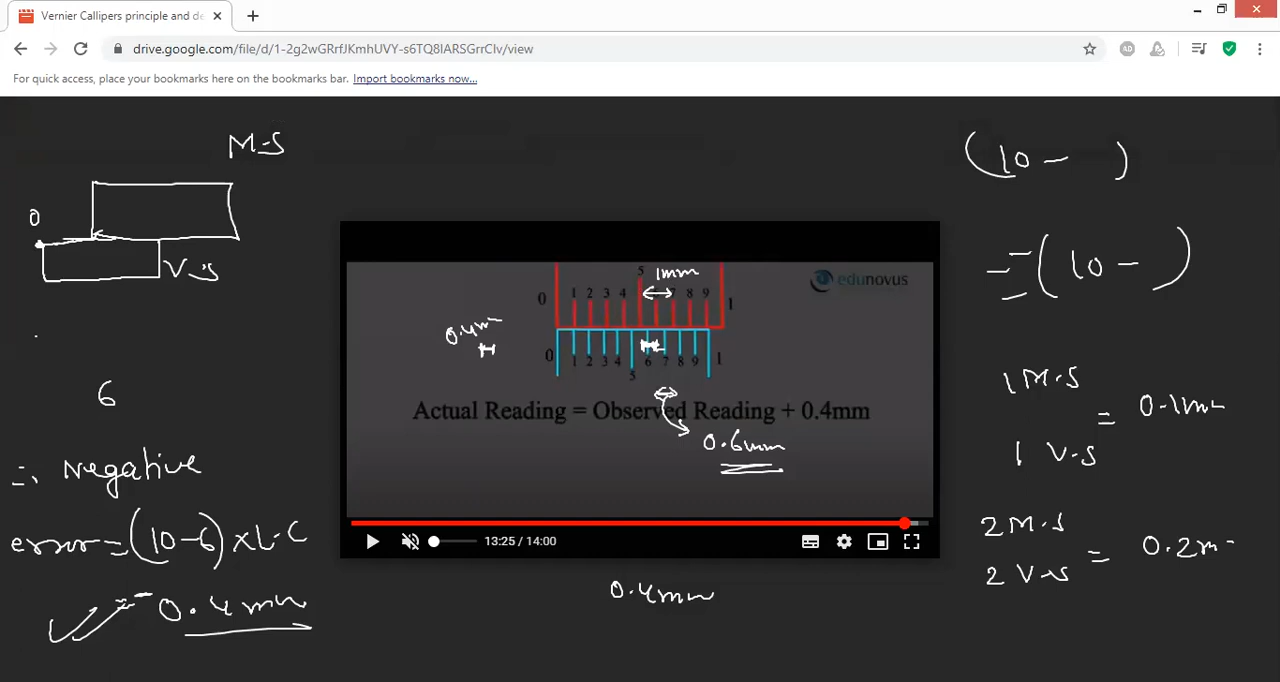 Vernier Callipers principle and de
drive.google.com/file/d/1-2g2wGRrfJKmhUVY-s6TQ8lARSGrrClv/view
AD
For quick access, place your bookmarks here on the bookmarks bar. Import bookmarks now...
M-S
0
V-S
6
∴ Negative
error = (10-6) × L·C
= -0.4mm
5
1mm
edunovus
0 1 2 3 4 7 8 9 1
0.4m
0 1 2 3 4 6 7 8 9 1
5
Actual Reading = Observed Reading + 0.4mm
0.6mm
13:25 / 14:00
0.4mm
(10 - )
= (10 - )
1 M·S
= 0.1mm
1 V·S
2 M·S
= 0.2m
2 V·S